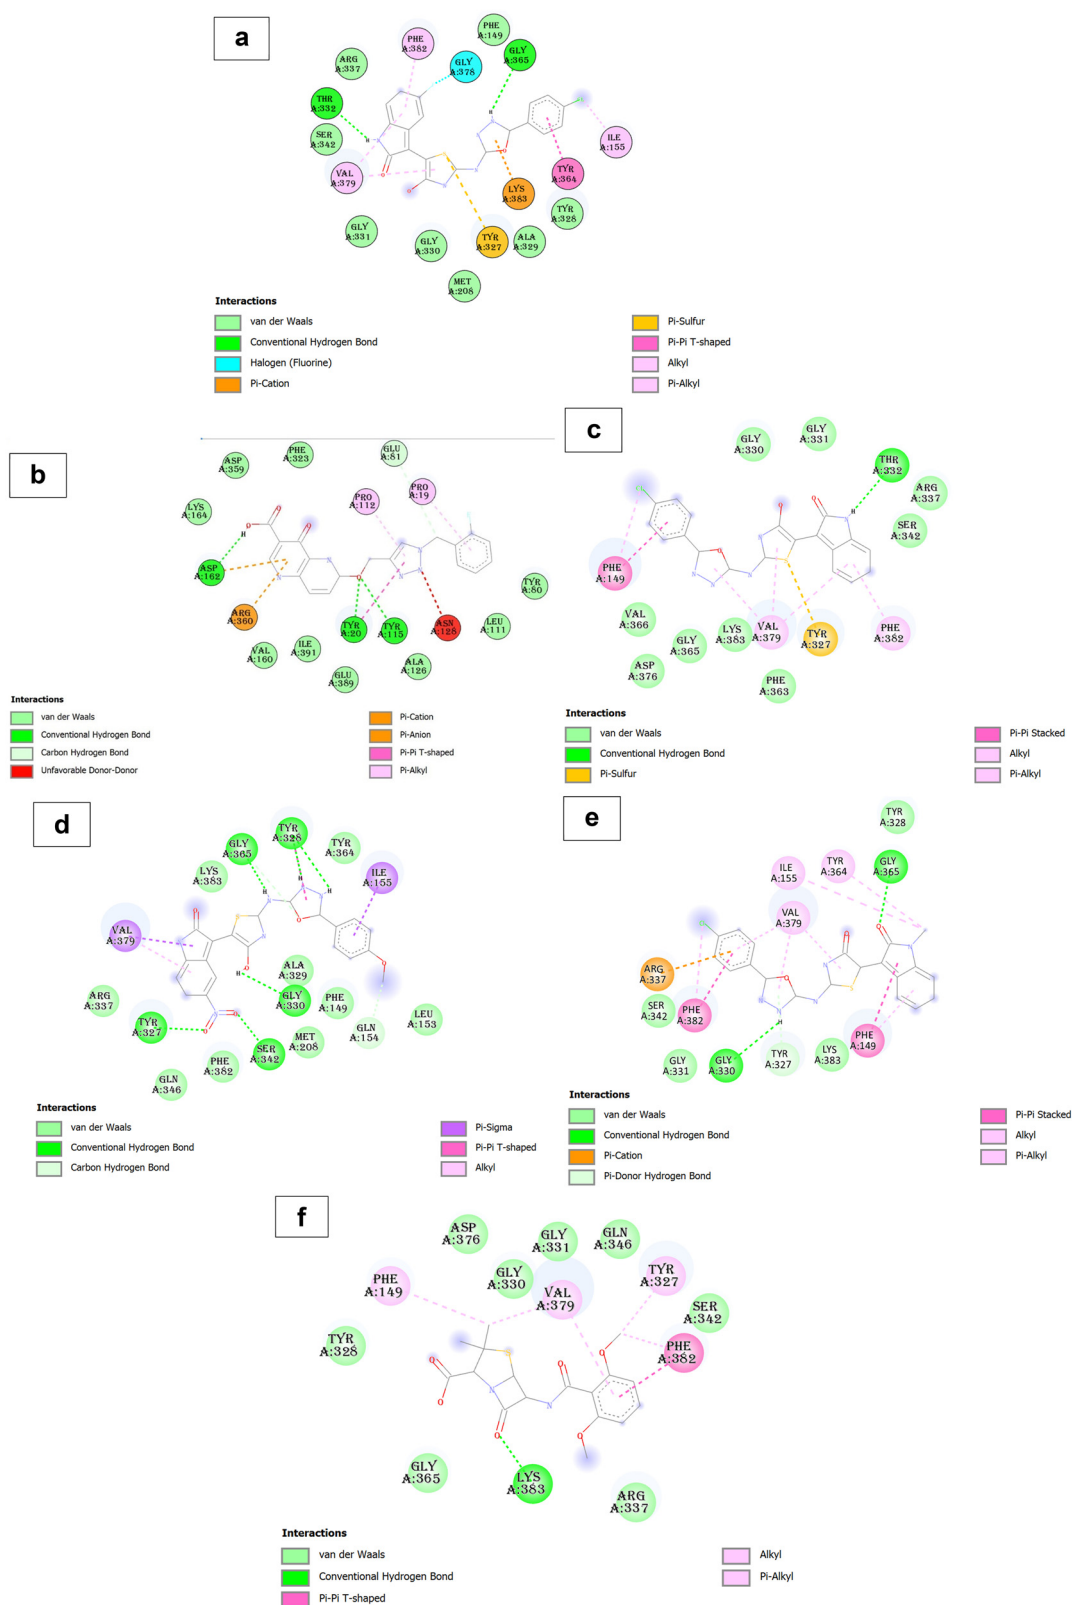 a
PHE
A:382
PHE
A:149
GLY
A:365
ARG
A:337
GLY
A:378
THR
A:332
SER
A:342
ILE
A:155
VAL
A:379
TYR
A:364
LYS
A:383
TYR
A:328
GLY
A:331
GLY
A:330
TYR
A:327
ALA
A:329
MET
A:208
Interactions
van der Waals
Conventional Hydrogen Bond
Halogen (Fluorine)
Pi-Cation
Pi-Sulfur
Pi-Pi T-shaped
Alkyl
Pi-Alkyl
b
ASP
A:359
PHE
A:323
GLU
A:81
PRO
A:112
PRO
A:19
LYS
A:164
ASP
A:162
TYR
A:80
ARG
A:360
TYR
A:20
TYR
A:115
ASN
A:128
LEU
A:111
VAL
A:160
ILE
A:391
GLU
A:389
ALA
A:126
Interactions
van der Waals
Conventional Hydrogen Bond
Carbon Hydrogen Bond
Unfavorable Donor-Donor
Pi-Cation
Pi-Anion
Pi-Pi T-shaped
Pi-Alkyl
c
GLY
A:330
GLY
A:331
THR
A:332
ARG
A:337
SER
A:342
PHE
A:149
VAL
A:366
GLY
A:365
LYS
A:383
VAL
A:379
TYR
A:327
PHE
A:382
ASP
A:376
PHE
A:363
Interactions
van der Waals
Conventional Hydrogen Bond
Pi-Sulfur
Pi-Pi Stacked
Alkyl
Pi-Alkyl
d
GLY
A:365
TYR
A:328
TYR
A:364
LYS
A:383
ILE
A:155
VAL
A:379
ALA
A:329
ARG
A:337
GLY
A:330
PHE
A:149
LEU
A:153
TYR
A:327
GLN
A:154
MET
A:208
SER
A:342
PHE
A:382
GLN
A:346
Interactions
van der Waals
Conventional Hydrogen Bond
Carbon Hydrogen Bond
Pi-Sigma
Pi-Pi T-shaped
Alkyl
e
TYR
A:328
ILE
A:155
TYR
A:364
GLY
A:365
VAL
A:379
ARG
A:337
SER
A:342
PHE
A:382
PHE
A:149
GLY
A:331
GLY
A:330
TYR
A:327
LYS
A:383
Interactions
van der Waals
Conventional Hydrogen Bond
Pi-Cation
Pi-Donor Hydrogen Bond
Pi-Pi Stacked
Alkyl
Pi-Alkyl
f
ASP
A:376
GLY
A:331
GLN
A:346
PHE
A:149
GLY
A:330
VAL
A:379
TYR
A:327
SER
A:342
TYR
A:328
PHE
A:382
GLY
A:365
LYS
A:383
ARG
A:337
Interactions
van der Waals
Conventional Hydrogen Bond
Pi-Pi T-shaped
Alkyl
Pi-Alkyl